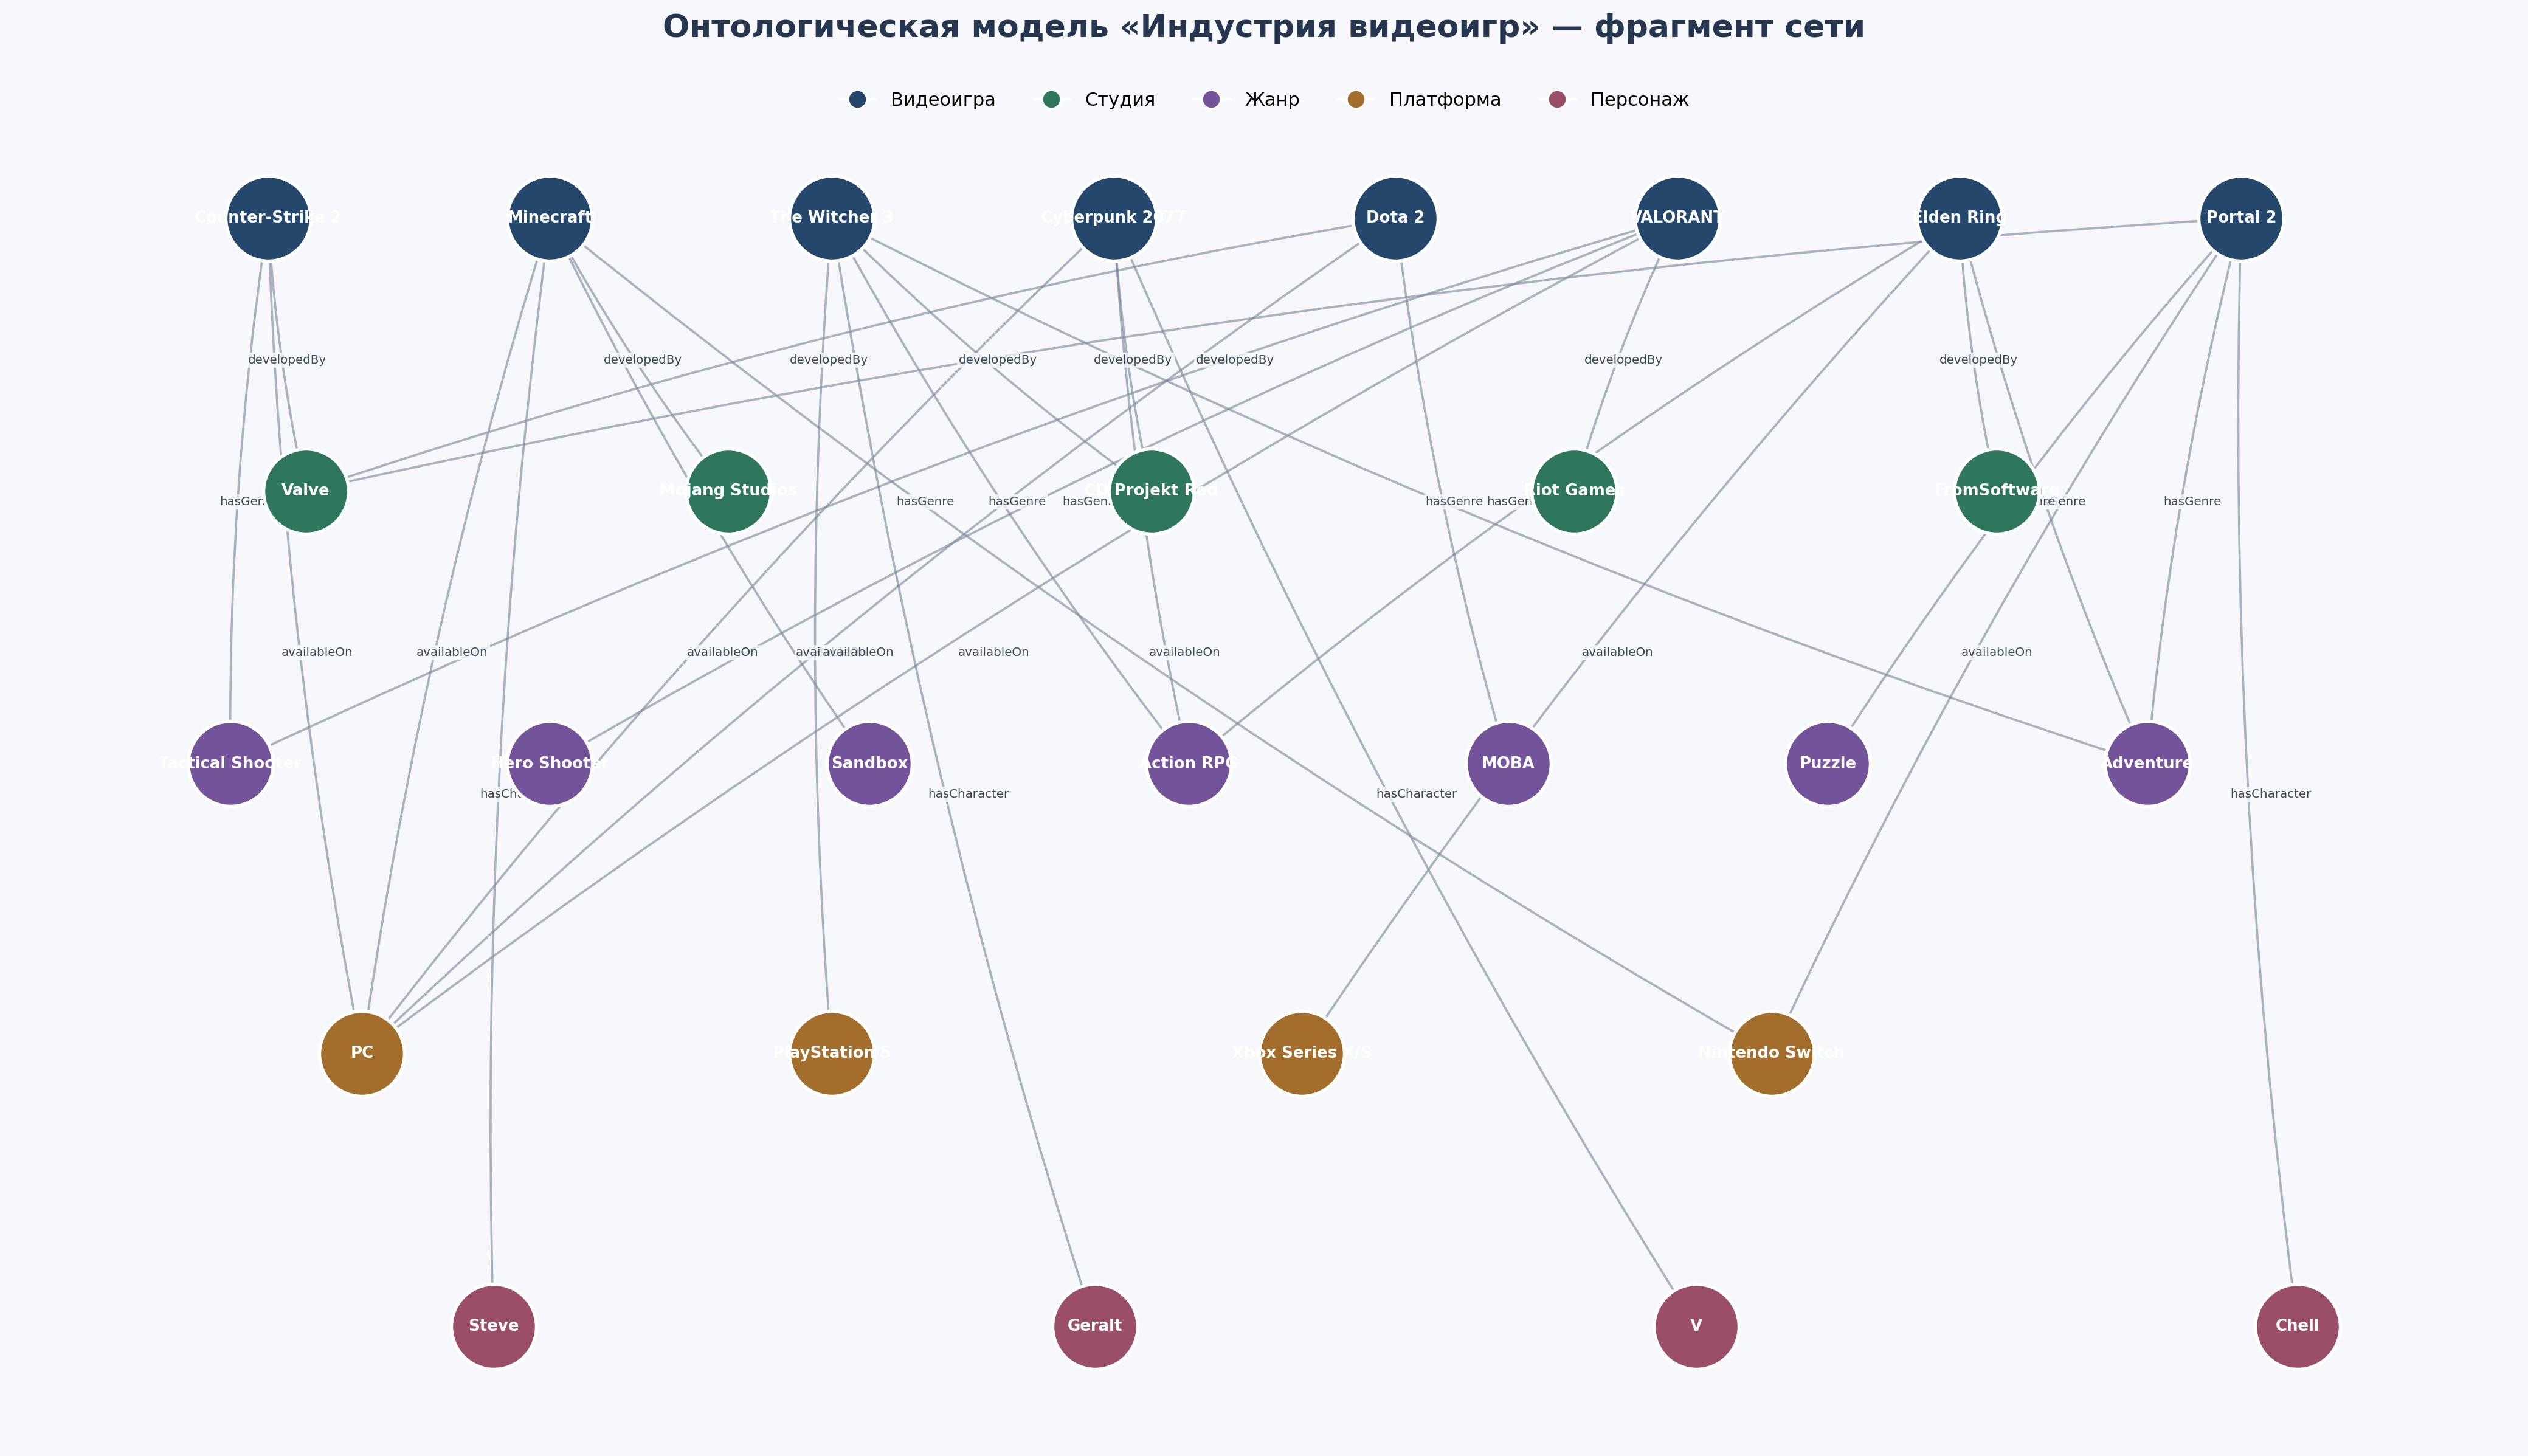 Онтологическая модель «Индустрия видеоигр» — фрагмент сети
Видеоигра Студия Жанр Платформа Персонаж
Counter-Strike 2 Minecraft The Witcher 3 Cyberpunk 2077 Dota 2 VALORANT Elden Ring Portal 2
developedBy developedBy developedBy developedBy developedBy developedBy developedBy developedBy
Valve Mojang Studios CD Projekt Red Riot Games FromSoftware
hasGenre hasGenre hasGenre hasGenre hasGenre hasGenre hasGenre
availableOn availableOn availableOn availableOn availableOn availableOn availableOn availableOn
Tactical Shooter Hero Shooter Sandbox Action RPG MOBA Puzzle Adventure
hasCharacter hasCharacter hasCharacter
PC PlayStation 5 Xbox Series X/S Nintendo Switch
Steve Geralt V Chell